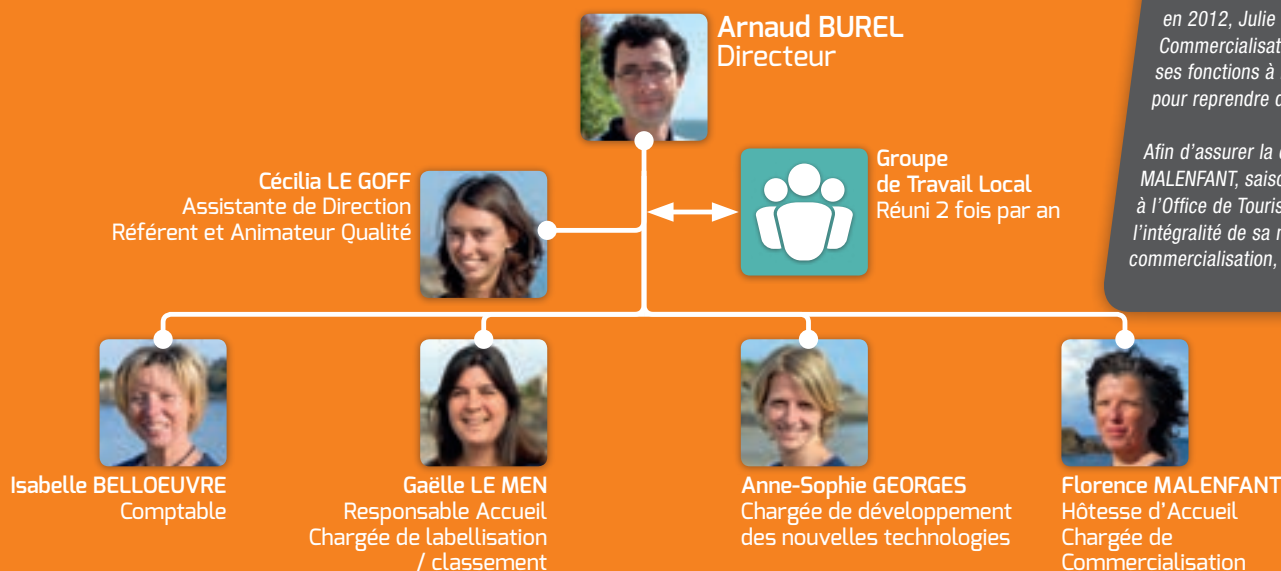 Arnaud BUREL
Directeur
en 2012, Julie
Commercialisat
ses fonctions à
pour reprendre
Afin d’assurer la
MALENFANT, saiso
à l’Office de Touris
l’intégralité de sa
commercialisation,
Cécilia LE GOFF
Assistante de Direction
Référent et Animateur Qualité
Groupe
de Travail Local
Réuni 2 fois par an
Isabelle BELLOEUVRE
Comptable
Gaëlle LE MEN
Responsable Accueil
Chargée de labellisation
/ classement
Anne-Sophie GEORGES
Chargée de développement
des nouvelles technologies
Florence MALENFANT
Hôtesse d’Accueil
Chargée de
Commercialisation